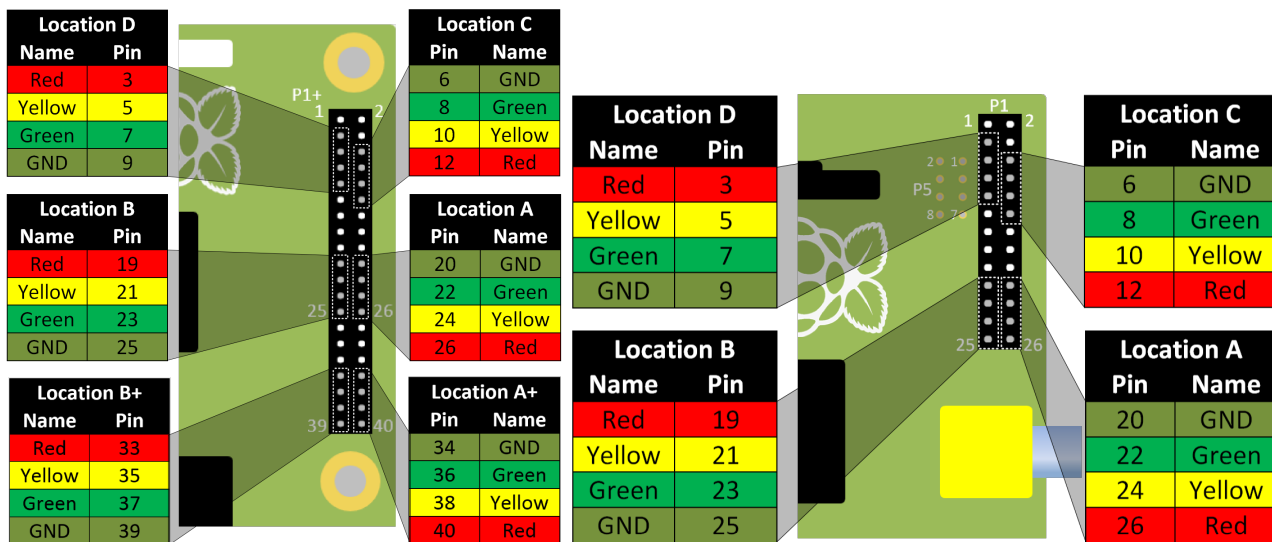 Location D
Name Pin
Red 3
Yellow 5
Green 7
GND 9
Location B
Name Pin
Red 19
Yellow 21
Green 23
GND 25
Location B+
Name Pin
Red 33
Yellow 35
Green 37
GND 39
P1+
1 2
25 26
39 40
Location C
Pin Name
6 GND
8 Green
10 Yellow
12 Red
Location A
Pin Name
20 GND
22 Green
24 Yellow
26 Red
Location A+
Pin Name
34 GND
36 Green
38 Yellow
40 Red
Location D
Name Pin
Red 3
Yellow 5
Green 7
GND 9
Location B
Name Pin
Red 19
Yellow 21
Green 23
GND 25
P1
1 2
2 1
P5
8 7
25 26
Location C
Pin Name
6 GND
8 Green
10 Yellow
12 Red
Location A
Pin Name
20 GND
22 Green
24 Yellow
26 Red